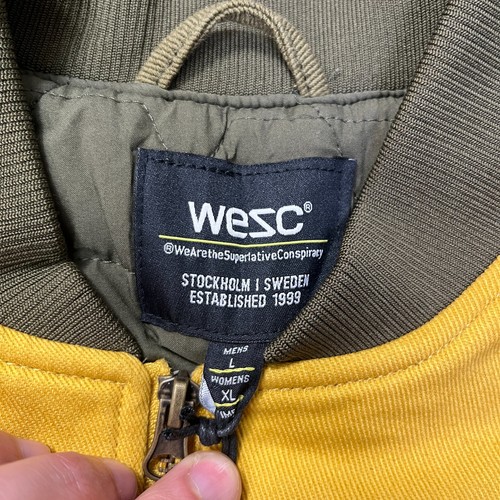 wesc®
®WeAretheSuperlativeConspiracy
STOCKHOLM | SWEDEN
ESTABLISHED 1999
MENS
L
WOMENS
XL